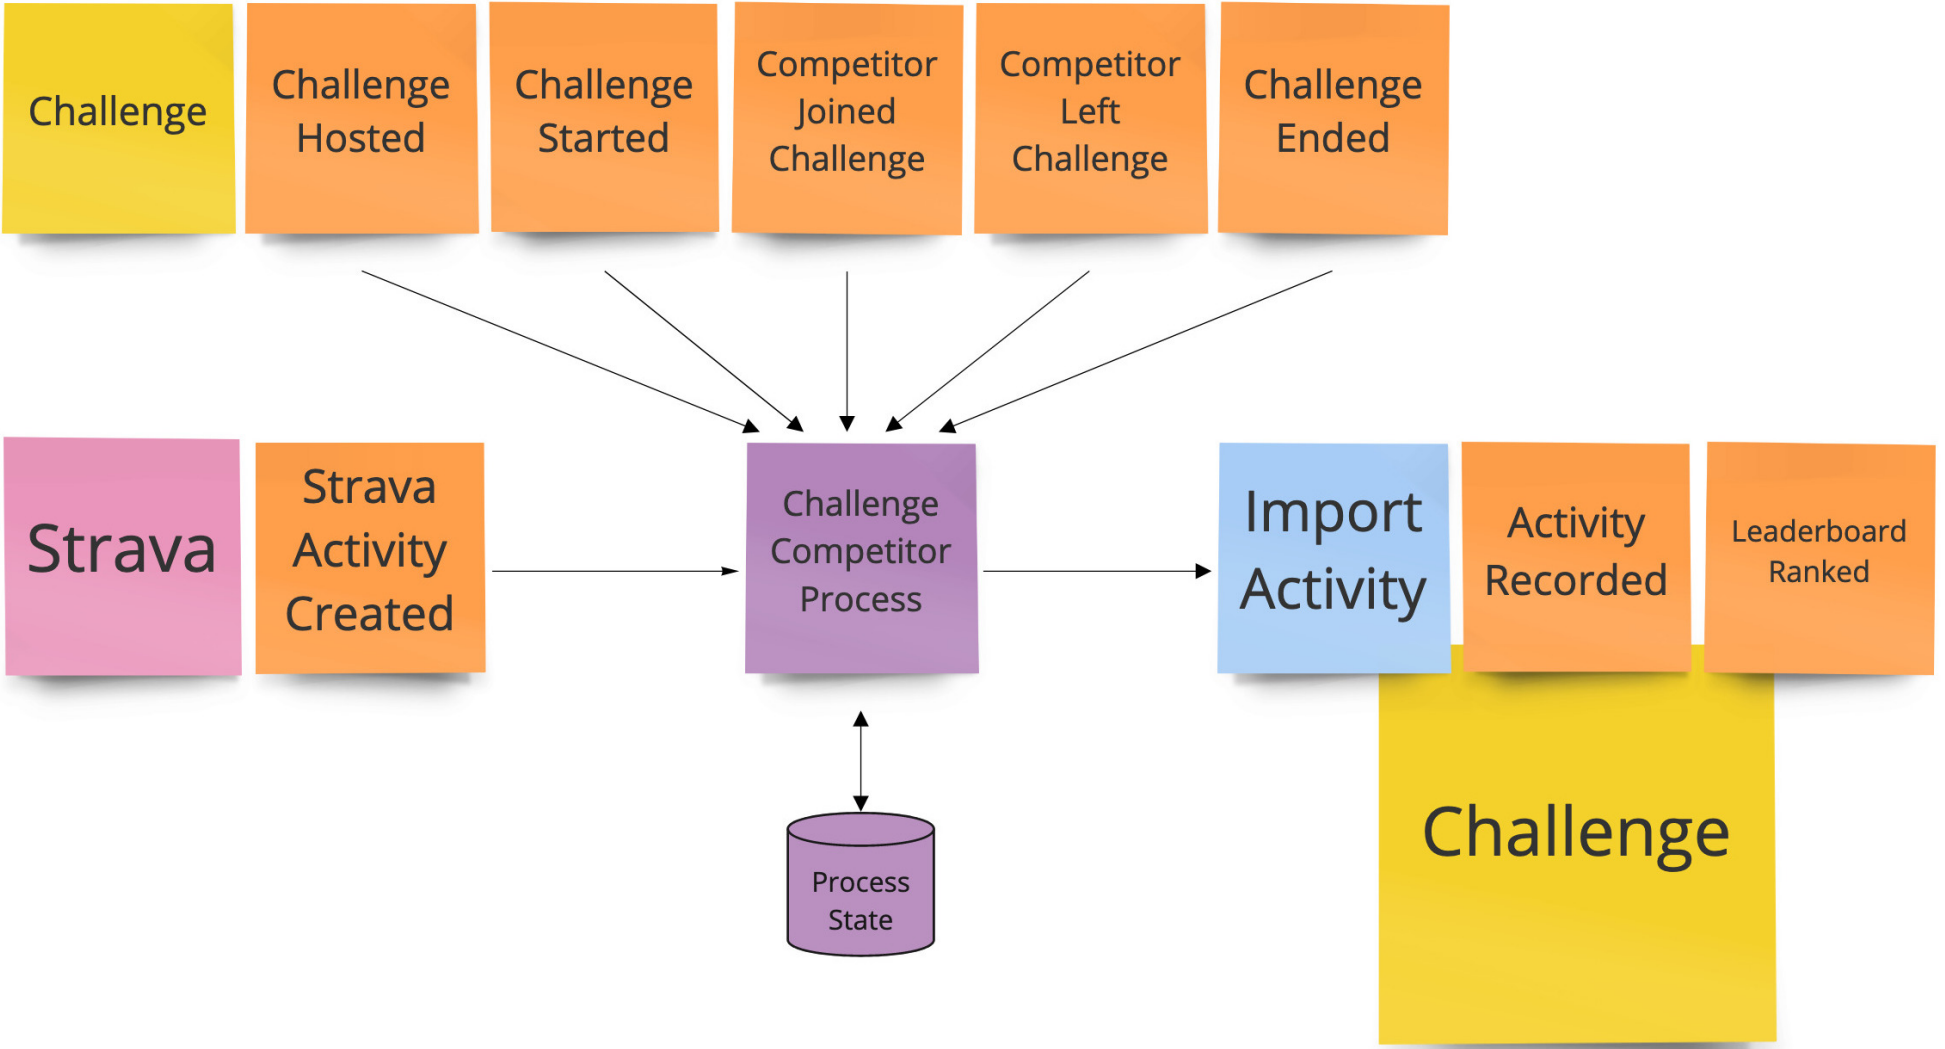 Challenge
Challenge
Hosted
Challenge
Started
Competitor
Joined
Challenge
Competitor
Left
Challenge
Challenge
Ended
Strava
Strava
Activity
Created
Challenge
Competitor
Process
Import
Activity
Activity
Recorded
Leaderboard
Ranked
Challenge
Process
State